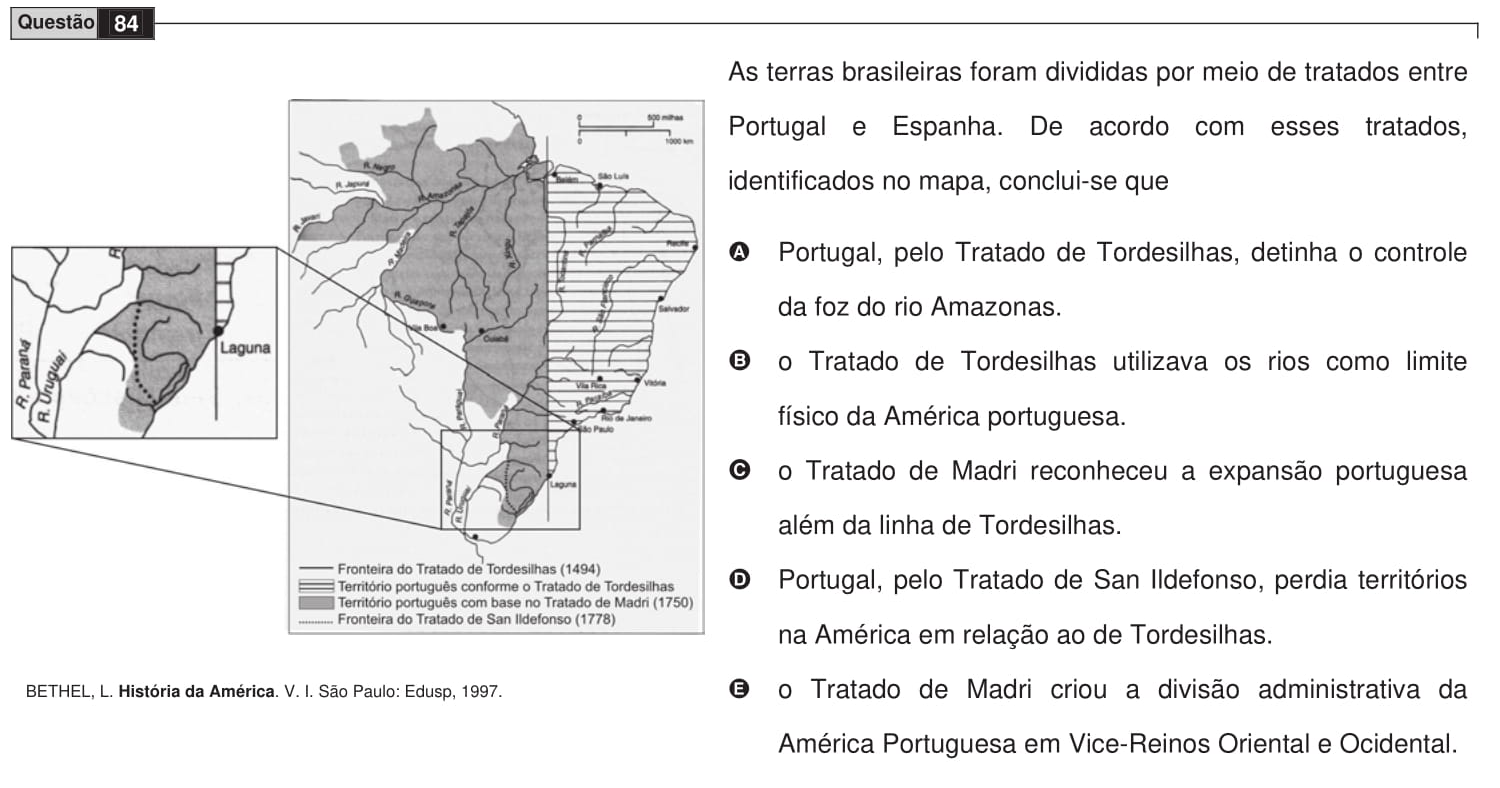 Questão 84
As terras brasileiras foram divididas por meio de tratados entre
Portugal e Espanha. De acordo com esses tratados,
identificados no mapa, conclui-se que
A Portugal, pelo Tratado de Tordesilhas, detinha o controle
da foz do rio Amazonas.
B o Tratado de Tordesilhas utilizava os rios como limite
físico da América portuguesa.
C o Tratado de Madri reconheceu a expansão portuguesa
além da linha de Tordesilhas.
D Portugal, pelo Tratado de San Ildefonso, perdia territórios
na América em relação ao de Tordesilhas.
E o Tratado de Madri criou a divisão administrativa da
América Portuguesa em Vice-Reinos Oriental e Ocidental.
0 500 milhas
0 1000 km
R. Negro
R. Japurá
R. Amazonas
R. Javari
R. Madeira
R. Tapajós
R. Xingu
R. Tocantins
R. Parnaíba
R. São Francisco
R. Guaporé
Belém
São Luís
Recife
Salvador
Vila Boa
Cuiabá
Vila Rica
Vitória
R. Paraíba
Rio de Janeiro
São Paulo
R. Paraguai
R. Paraná
Laguna
R. Paraná
R. Uruguai
R.
Laguna
R. Paraná
R. Uruguai
Fronteira do Tratado de Tordesilhas (1494)
Território português conforme o Tratado de Tordesilhas
Território português com base no Tratado de Madri (1750)
Fronteira do Tratado de San Ildefonso (1778)
BETHEL, L. História da América. V. I. São Paulo: Edusp, 1997.